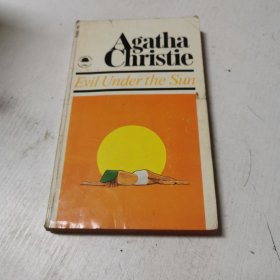 Agatha
Christie
Evil Under the Sun